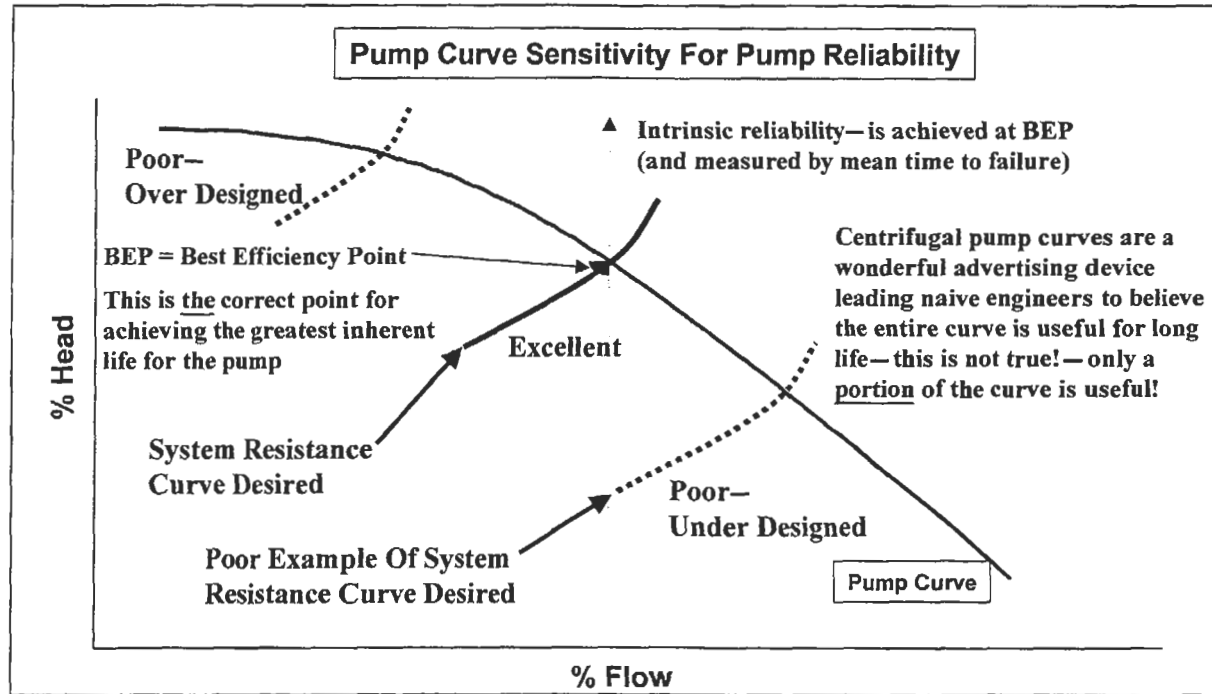 Pump Curve Sensitivity For Pump Reliability
Intrinsic reliability—is achieved at BEP
(and measured by mean time to failure)
Poor—
Over Designed
BEP = Best Efficiency Point
This is the correct point for
achieving the greatest inherent
life for the pump
Centrifugal pump curves are a
wonderful advertising device
leading naive engineers to believe
the entire curve is useful for long
life—this is not true!—only a
portion of the curve is useful!
Excellent
% Head
System Resistance
Curve Desired
Poor—
Under Designed
Poor Example Of System
Resistance Curve Desired
Pump Curve
% Flow